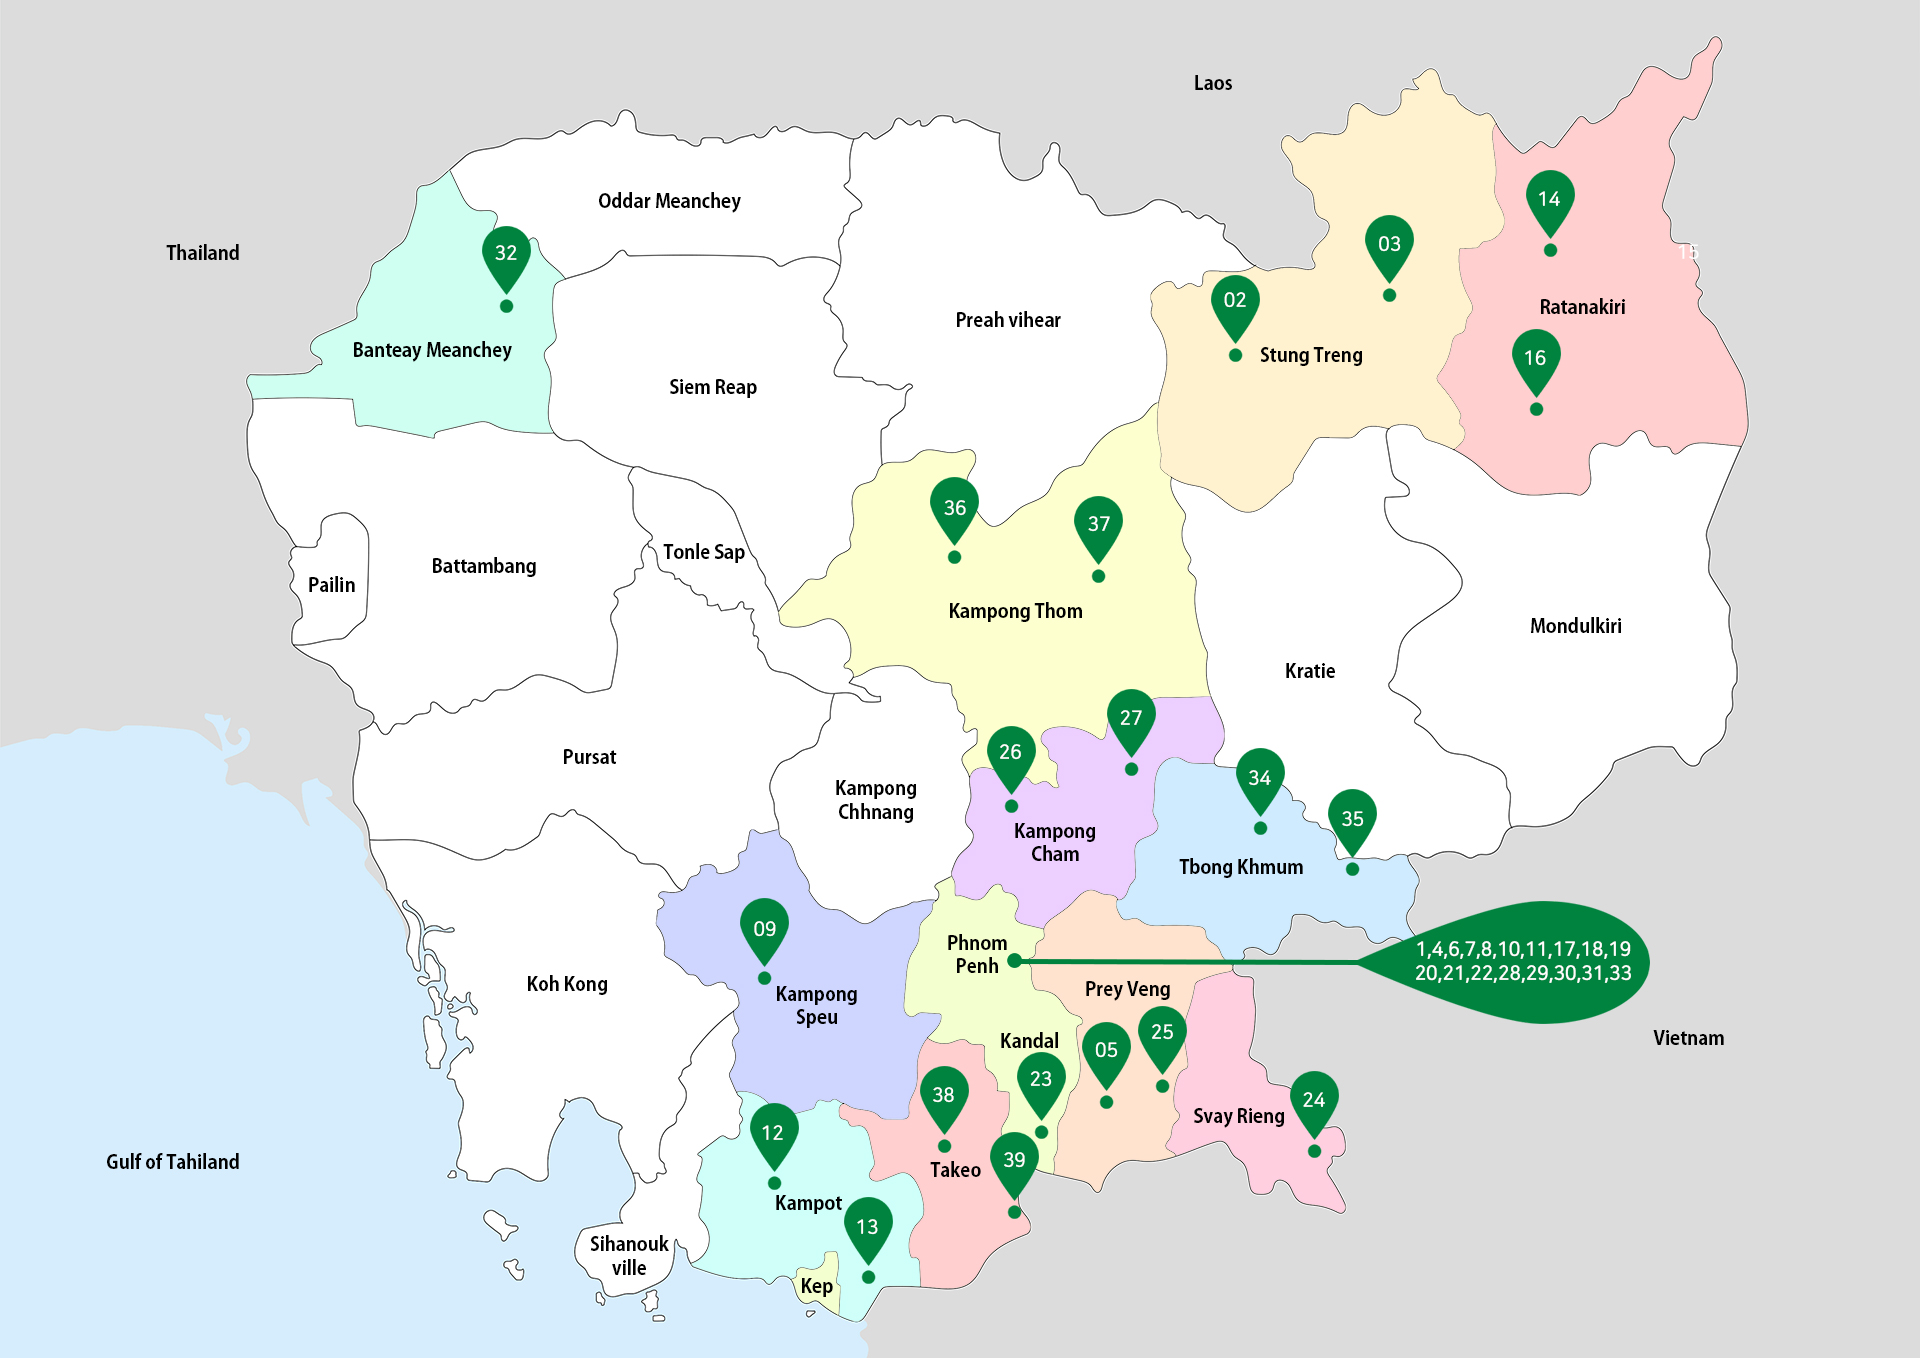 Laos
Oddar Meanchey
14
Thailand
32
03
15
02
Ratanakiri
Preah vihear
Banteay Meanchey
Stung Treng
16
Siem Reap
36
37
Tonle Sap
Battambang
Pailin
Kampong Thom
Mondulkiri
Kratie
27
26
Pursat
34
Kampong
Chhnang
35
Kampong
Cham
Tbong Khmum
09
Phnom
Penh
1,4,6,7,8,10,11,17,18,19
20,21,22,28,29,30,31,33
Koh Kong
Kampong
Speu
Prey Veng
25
Kandal
05
Vietnam
23
38
24
Svay Rieng
12
39
Gulf of Tahiland
Takeo
Kampot
13
Sihanouk
ville
Kep